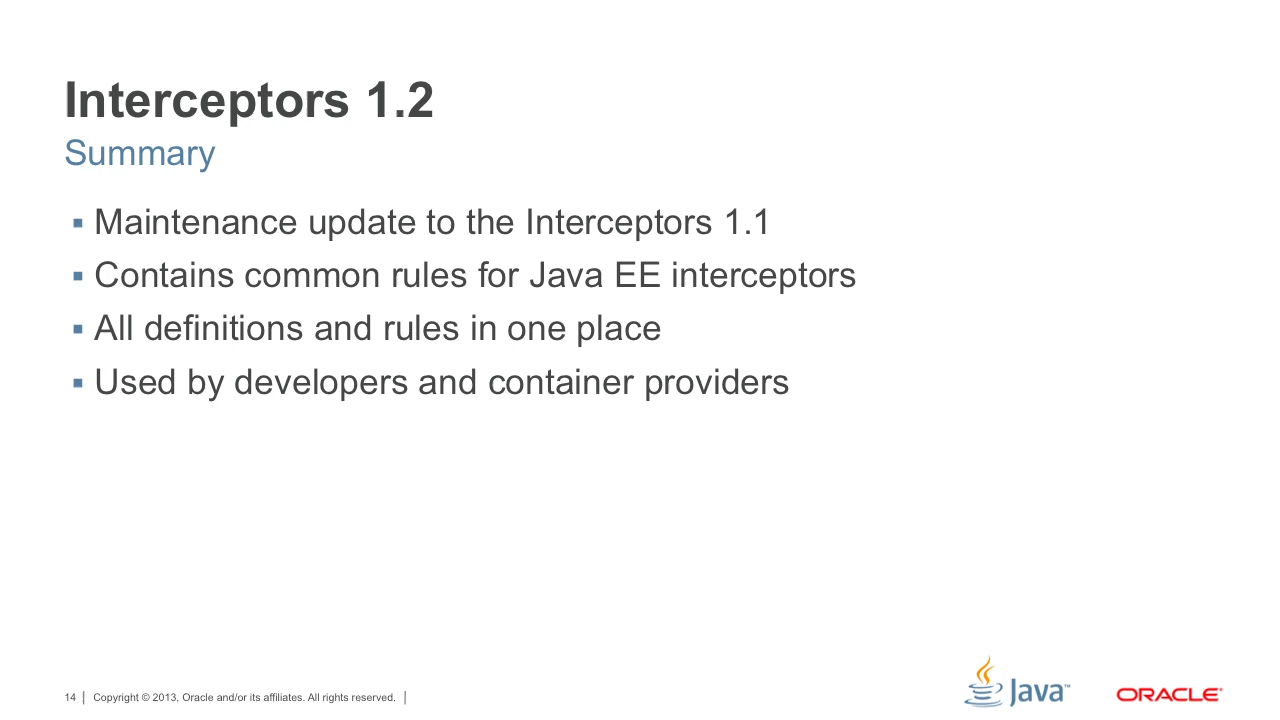 Interceptors 1.2
Summary
▪ Maintenance update to the Interceptors 1.1
▪ Contains common rules for Java EE interceptors
▪ All definitions and rules in one place
▪ Used by developers and container providers
14 | Copyright © 2013, Oracle and/or its affiliates. All rights reserved. |
Java™
ORACLE®